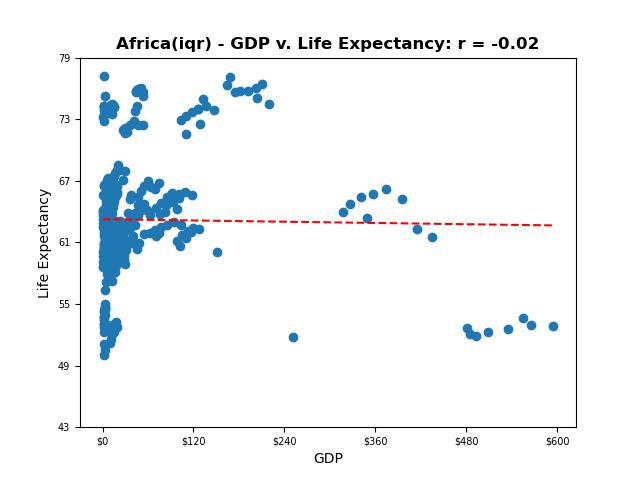 Africa(iqr) - GDP v. Life Expectancy: r = -0.02
79
73
67
61
55
49
43
Life Expectancy
$0 $120 $240 $360 $480 $600
GDP